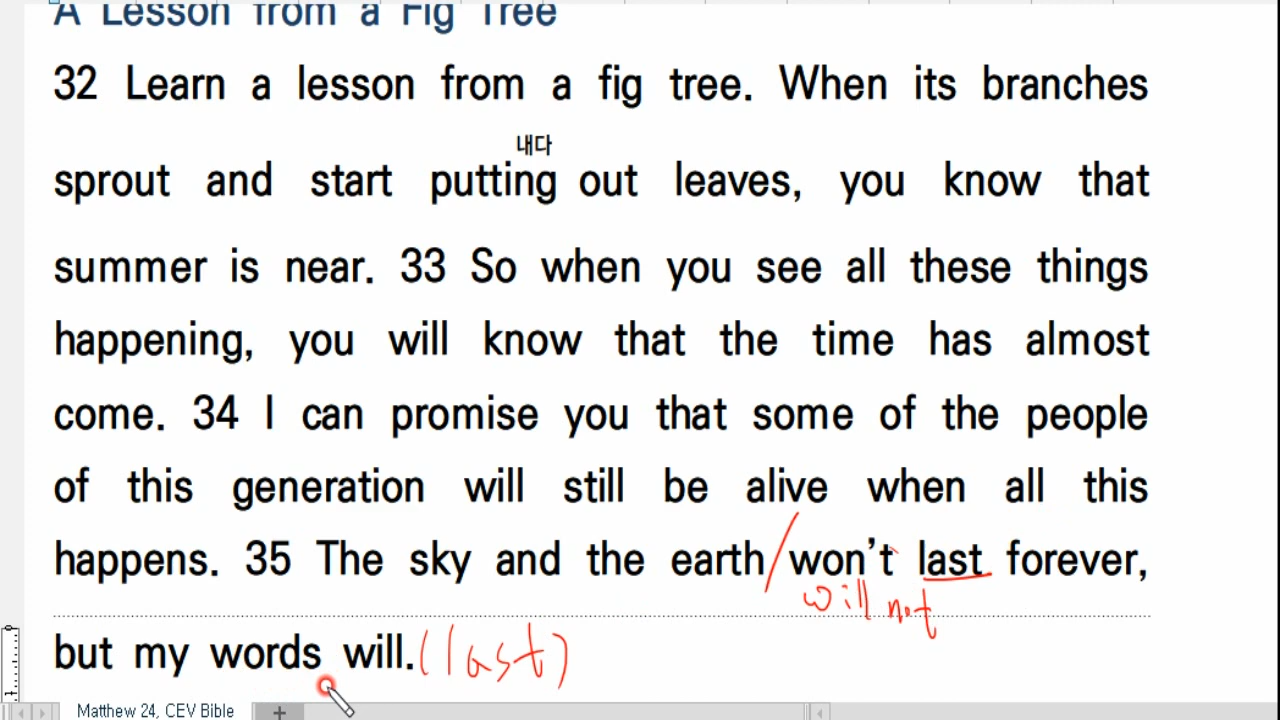 A Lesson from a Fig Tree
32 Learn a lesson from a fig tree. When its branches
내다
sprout and start putting out leaves, you know that
summer is near. 33 So when you see all these things
happening, you will know that the time has almost
come. 34 I can promise you that some of the people
of this generation will still be alive when all this
happens. 35 The sky and the earth / won't last forever,
will not
but my words will. (last)
Matthew 24, CEV Bible